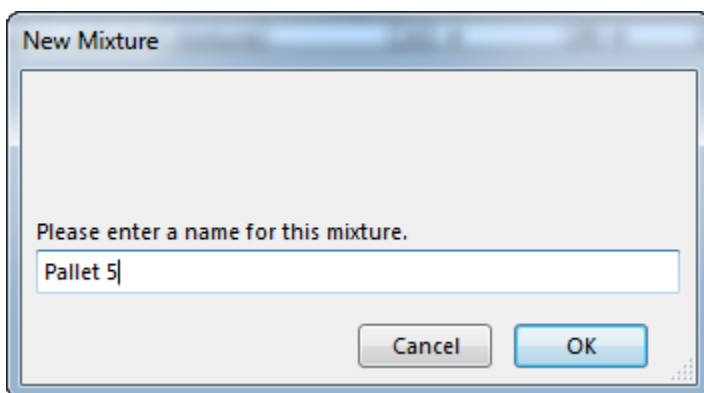 New Mixture
Please enter a name for this mixture.
Pallet 5
Cancel
OK